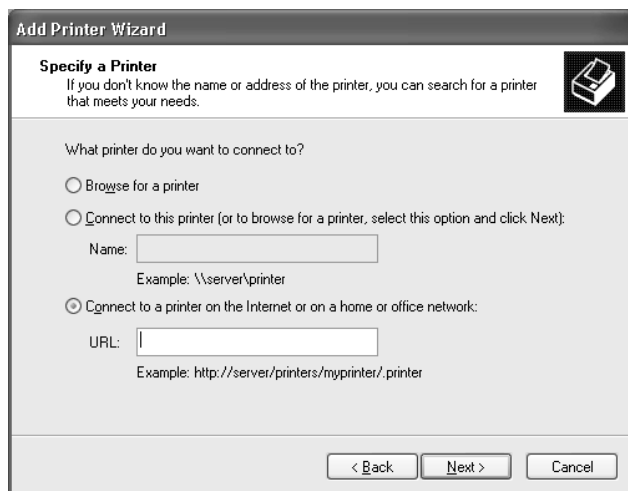 Add Printer Wizard
Specify a Printer
If you don't know the name or address of the printer, you can search for a printer
that meets your needs.
What printer do you want to connect to?
Browse for a printer
Connect to this printer (or to browse for a printer, select this option and click Next):
Name:
Example: \\server\printer
Connect to a printer on the Internet or on a home or office network:
URL:
Example: http://server/printers/myprinter/.printer
< Back
Next >
Cancel